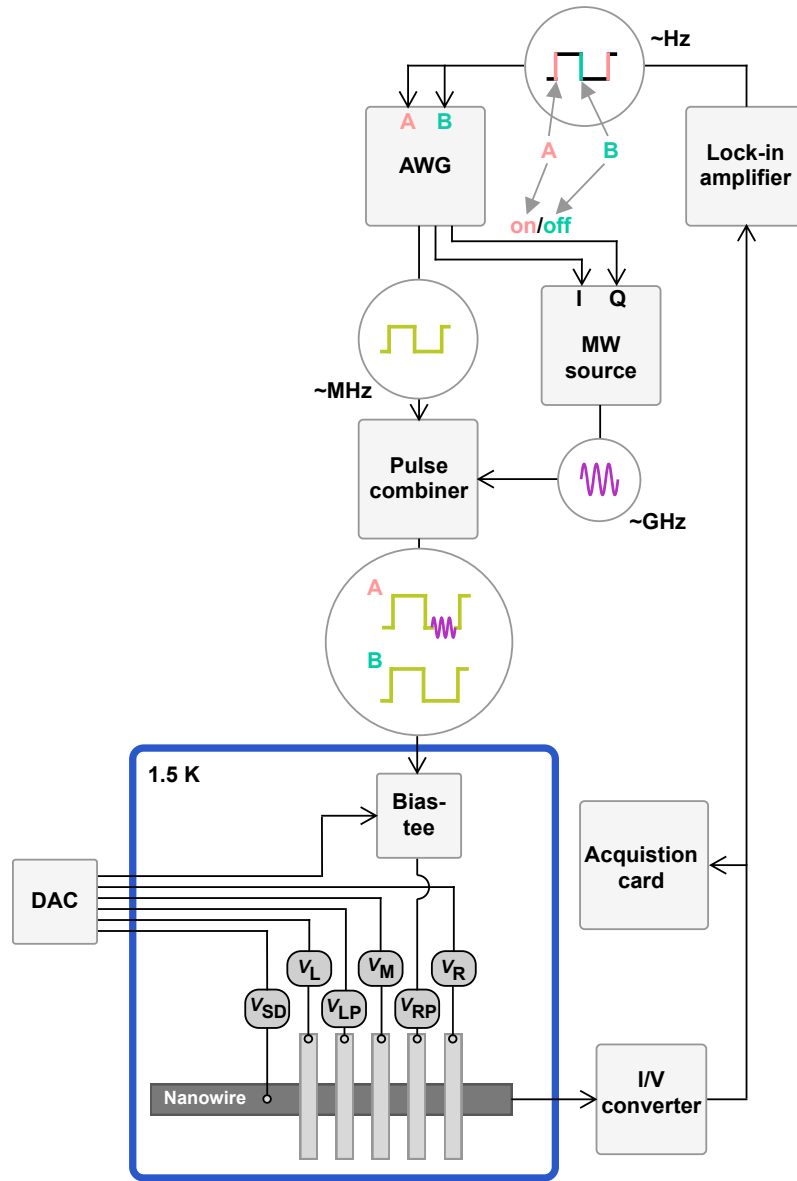 ~Hz
A B
AWG
A
B
on/off
Lock-in
amplifier
I Q
MW
source
~MHz
Pulse
combiner
~GHz
A
B
1.5 K
Bias-
tee
Acquistion
card
DAC
VL
VM
VR
VSD
VLP
VRP
Nanowire
I/V
converter